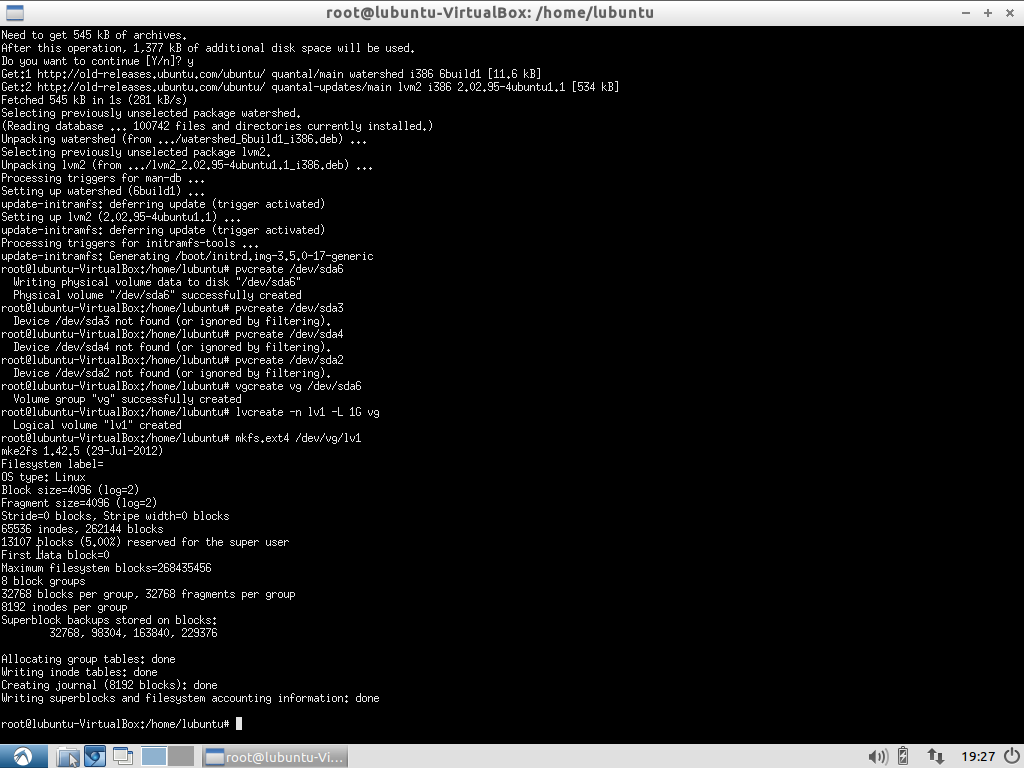 root@lubuntu-VirtualBox: /home/lubuntu
Need to get 545 kB of archives.
After this operation, 1,377 kB of additional disk space will be used.
Do you want to continue [Y/n]? y
Get:1 http://old-releases.ubuntu.com/ubuntu/ quantal/main watershed i386 6build1 [11.6 kB]
Get:2 http://old-releases.ubuntu.com/ubuntu/ quantal-updates/main lvm2 i386 2.02.95-4ubuntu1.1 [534 kB]
Fetched 545 kB in 1s (281 kB/s)
Selecting previously unselected package watershed.
(Reading database ... 100742 files and directories currently installed.)
Unpacking watershed (from .../watershed_6build1_i386.deb) ...
Selecting previously unselected package lvm2.
Unpacking lvm2 (from .../lvm2_2.02.95-4ubuntu1.1_i386.deb) ...
Processing triggers for man-db ...
Setting up watershed (6build1) ...
update-initramfs: deferring update (trigger activated)
Setting up lvm2 (2.02.95-4ubuntu1.1) ...
update-initramfs: deferring update (trigger activated)
Processing triggers for initramfs-tools ...
update-initramfs: Generating /boot/initrd.img-3.5.0-17-generic
root@lubuntu-VirtualBox:/home/lubuntu# pvcreate /dev/sda6
  Writing physical volume data to disk "/dev/sda6"
  Physical volume "/dev/sda6" successfully created
root@lubuntu-VirtualBox:/home/lubuntu# pvcreate /dev/sda3
  Device /dev/sda3 not found (or ignored by filtering).
root@lubuntu-VirtualBox:/home/lubuntu# pvcreate /dev/sda4
  Device /dev/sda4 not found (or ignored by filtering).
root@lubuntu-VirtualBox:/home/lubuntu# pvcreate /dev/sda2
  Device /dev/sda2 not found (or ignored by filtering).
root@lubuntu-VirtualBox:/home/lubuntu# vgcreate vg /dev/sda6
  Volume group "vg" successfully created
root@lubuntu-VirtualBox:/home/lubuntu# lvcreate -n lv1 -L 1G vg
  Logical volume "lv1" created
root@lubuntu-VirtualBox:/home/lubuntu# mkfs.ext4 /dev/vg/lv1
mke2fs 1.42.5 (29-Jul-2012)
Filesystem label=
OS type: Linux
Block size=4096 (log=2)
Fragment size=4096 (log=2)
Stride=0 blocks, Stripe width=0 blocks
65536 inodes, 262144 blocks
13107 blocks (5.00%) reserved for the super user
First data block=0
Maximum filesystem blocks=268435456
8 block groups
32768 blocks per group, 32768 fragments per group
8192 inodes per group
Superblock backups stored on blocks:
        32768, 98304, 163840, 229376
Allocating group tables: done
Writing inode tables: done
Creating journal (8192 blocks): done
Writing superblocks and filesystem accounting information: done
root@lubuntu-VirtualBox:/home/lubuntu#
root@lubuntu-Vi...
19:27